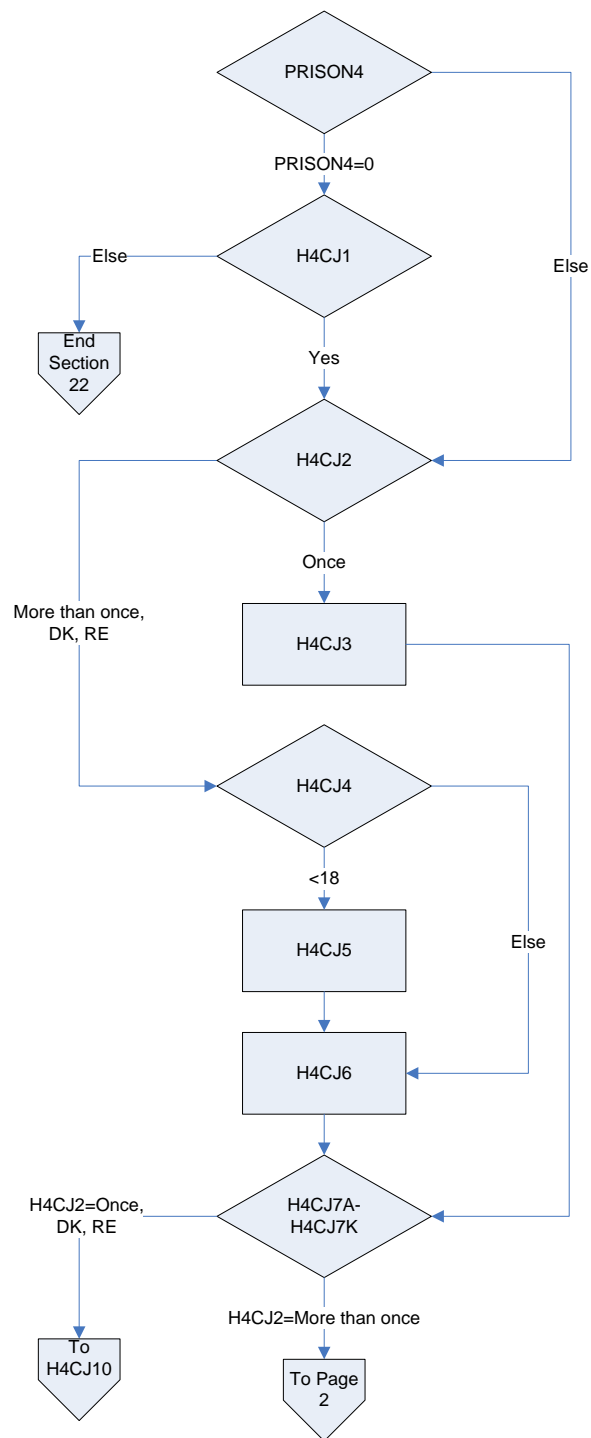 PRISON4
PRISON4=0
Else
H4CJ1
Else
End
Section
22
Yes
H4CJ2
Once
More than once,
DK, RE
H4CJ3
H4CJ4
<18
H4CJ5
Else
H4CJ6
H4CJ7A-
H4CJ7K
H4CJ2=Once,
DK, RE
H4CJ2=More than once
To
H4CJ10
To Page
2